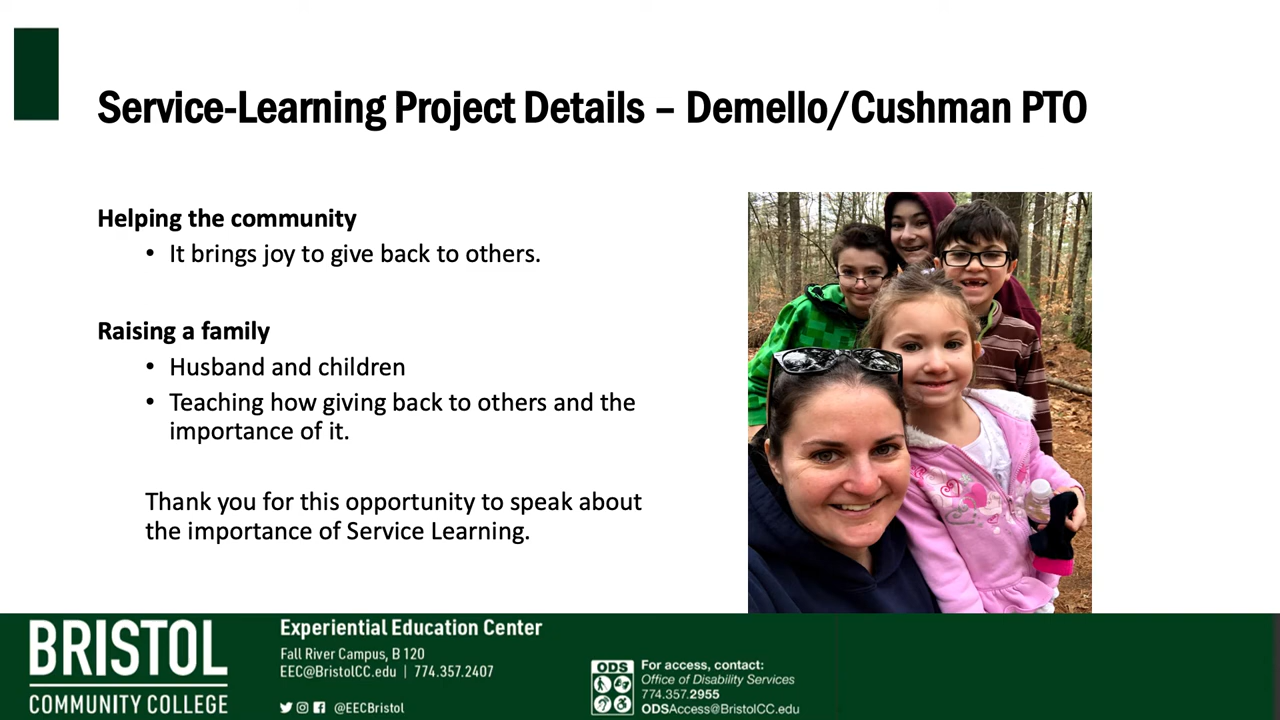 Service-Learning Project Details – Demello/Cushman PTO
Helping the community
• It brings joy to give back to others.
Raising a family
• Husband and children
• Teaching how giving back to others and the
importance of it.
Thank you for this opportunity to speak about
the importance of Service Learning.
BRISTOL
COMMUNITY COLLEGE
Experiential Education Center
Fall River Campus, B 120
EEC@BristolCC.edu | 774.357.2407
@EECBristol
ODS
For access, contact:
Office of Disability Services
774.357.2955
ODSAccess@BristolCC.edu